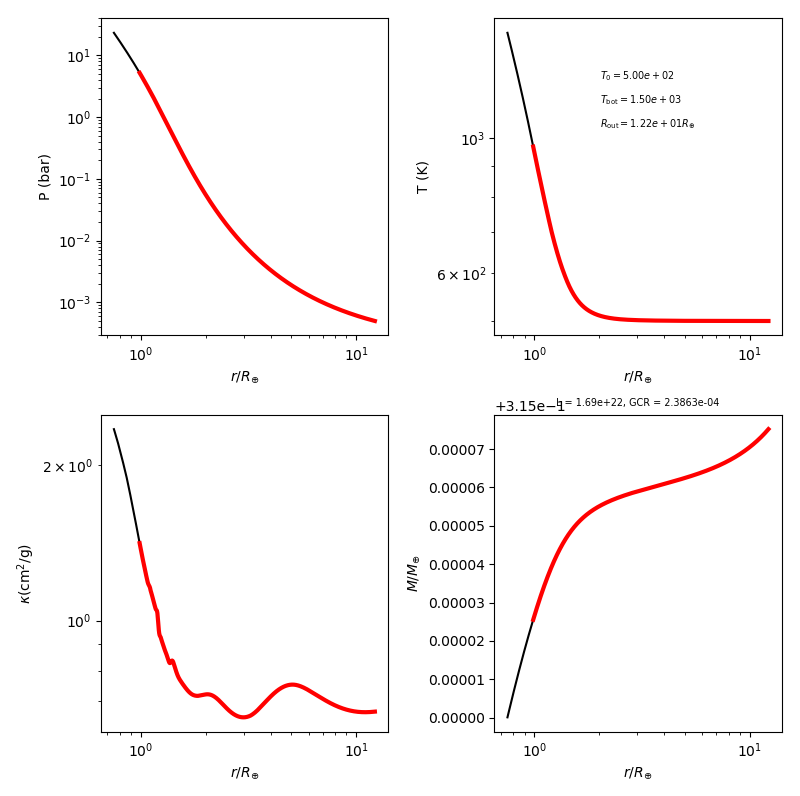 10¹
10⁰
10⁻¹
10⁻²
10⁻³
P (bar)
10⁰
10¹
r/R⊕
10³
6 × 10²
T (K)
T₀ = 5.00e + 02
T_bot = 1.50e + 03
R_out = 1.22e + 01R⊕
10⁰
10¹
r/R⊕
2 × 10⁰
10⁰
κ(cm²/g)
10⁰
10¹
r/R⊕
+3.15e−1
= 1.69e+22, GCR = 2.3863e-04
0.00007
0.00006
0.00005
0.00004
0.00003
0.00002
0.00001
0.00000
M/M⊕
10⁰
10¹
r/R⊕